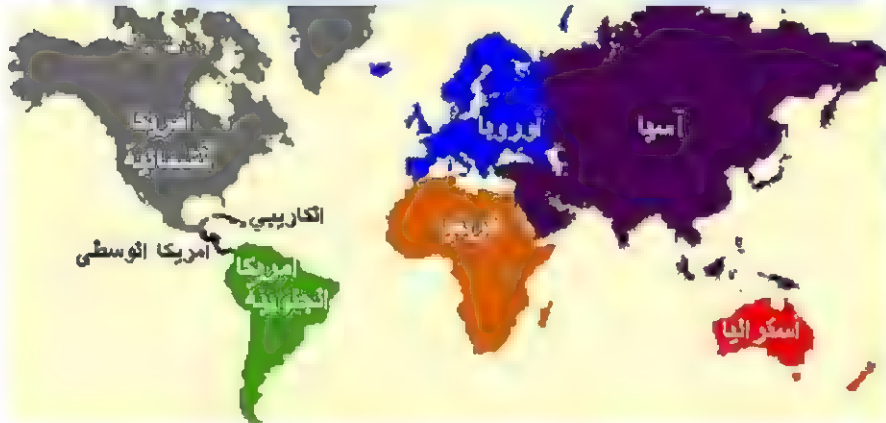 أمريكا
الشمالية
أوروبا
آسيا
الكاريبي
امريكا الوسطى
امريكا
الجنوبية
أستراليا